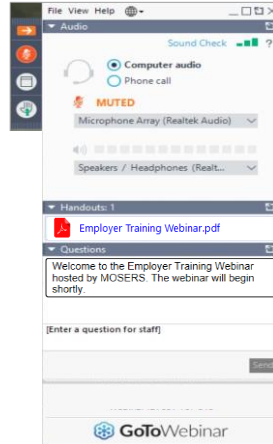 File View Help
Audio
Sound Check ?
Computer audio
Phone call
MUTED
Microphone Array (Realtek Audio)
Speakers / Headphones (Realt...
Handouts: 1
Employer Training Webinar.pdf
Questions
Welcome to the Employer Training Webinar
hosted by MOSERS. The webinar will begin
shortly.
[Enter a question for staff]
Send
GoToWebinar